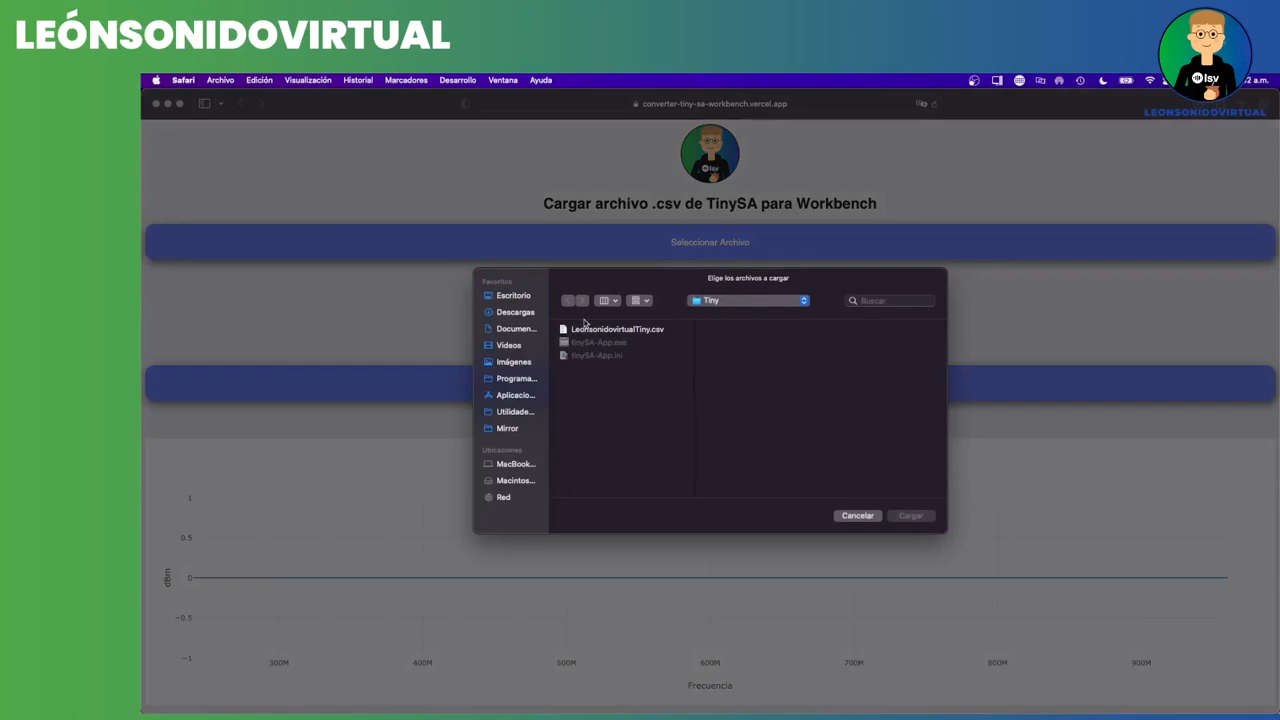 LEÓNSONIDOVIRTUAL
lsv
Safari Archivo Edición Visualización Historial Marcadores Desarrollo Ventana Ayuda
a.m.
converter-tiny-sa-workbench.vercel.app
LEONSONIDOVIRTUAL
lsv
Cargar archivo .csv de TinySA para Workbench
Seleccionar Archivo
Elige los archivos a cargar
Favoritos
Escritorio
Descargas
Documen...
Vídeos
Imágenes
Programa...
Aplicacio...
Utilidade...
Mirror
Ubicaciones
MacBook...
Macintos...
Red
Tiny
Buscar
LeonsonidovirtualTiny.csv
tinySA-App.exe
tinySA-App.ini
Cancelar Cargar
1
0.5
0
−0.5
−1
dBm
300M 400M 500M 600M 700M 800M 900M
Frecuencia